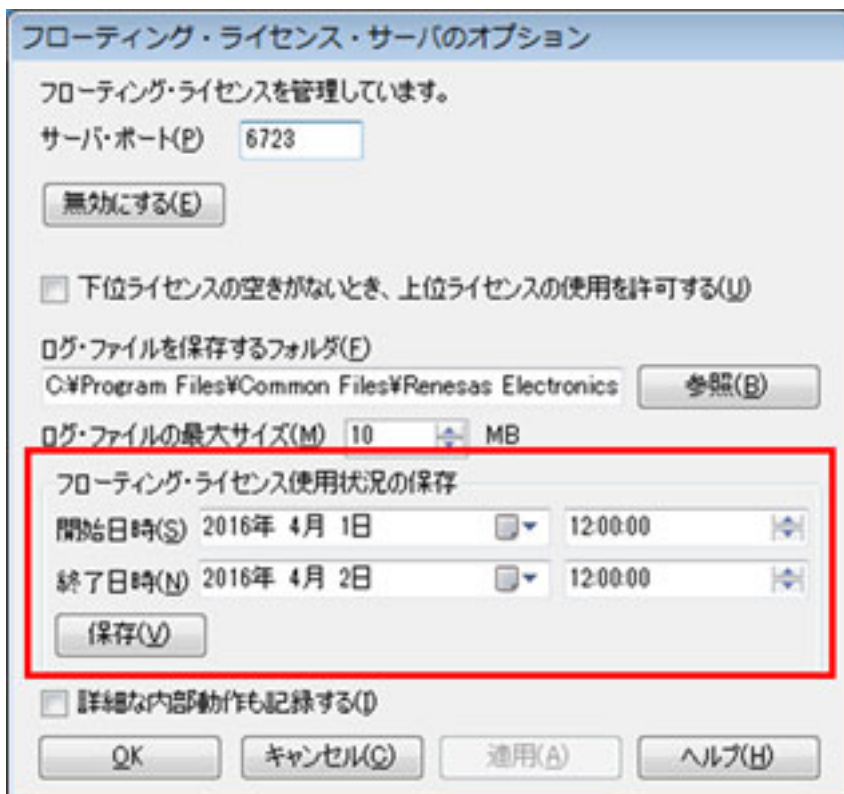 フローティング・ライセンス・サーバのオプション
フローティング・ライセンスを管理しています。
サーバ・ポート(P) 6723
無効にする(E)
下位ライセンスの空きがないとき、上位ライセンスの使用を許可する(U)
ログ・ファイルを保存するフォルダ(F)
C:¥Program Files¥Common Files¥Renesas Electronics 参照(B)
ログ・ファイルの最大サイズ(M) 10 MB
フローティング・ライセンス使用状況の保存
開始日時(S) 2016年 4月 1日 12:00:00
終了日時(N) 2016年 4月 2日 12:00:00
保存(V)
詳細な内部動作も記録する(I)
OK キャンセル(C) 適用(A) ヘルプ(H)